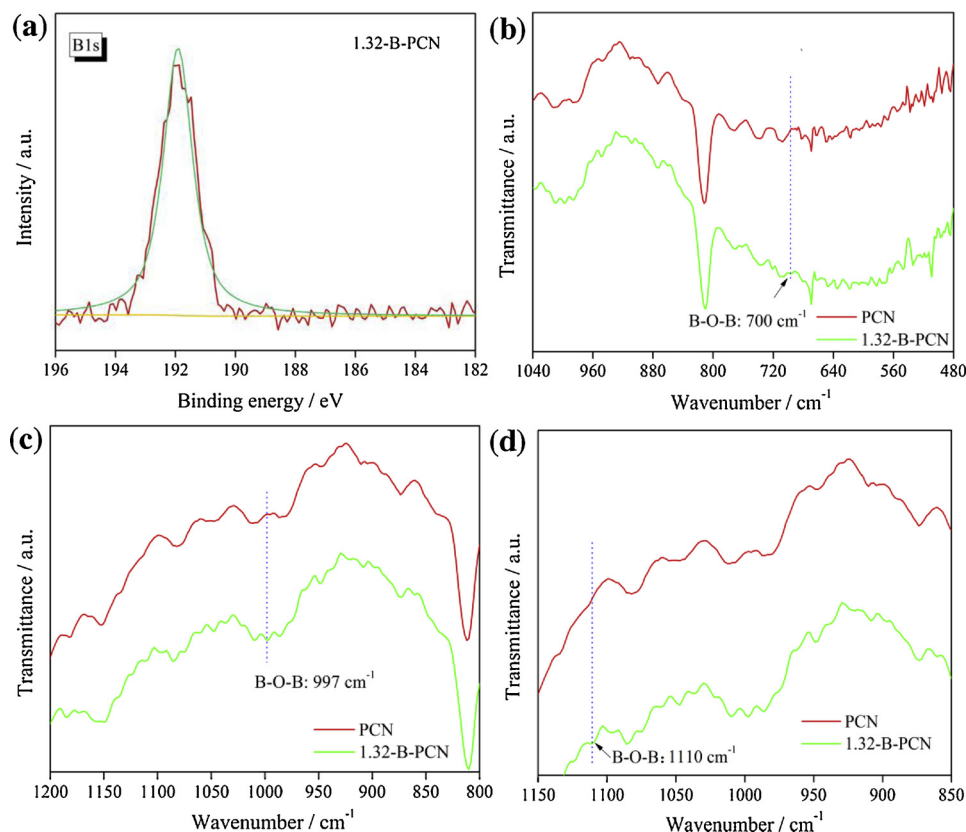 (a)
B1s
1.32-B-PCN
Intensity / a.u.
196 194 192 190 188 186 184 182
Binding energy / eV
(b)
Transmittance / a.u.
B-O-B: 700 cm⁻¹
PCN
1.32-B-PCN
1040 960 880 800 720 640 560 480
Wavenumber / cm⁻¹
(c)
Transmittance / a.u.
B-O-B: 997 cm⁻¹
PCN
1.32-B-PCN
1200 1150 1100 1050 1000 950 900 850 800
Wavenumber / cm⁻¹
(d)
Transmittance / a.u.
B-O-B: 1110 cm⁻¹
PCN
1.32-B-PCN
1150 1100 1050 1000 950 900 850
Wavenumber / cm⁻¹